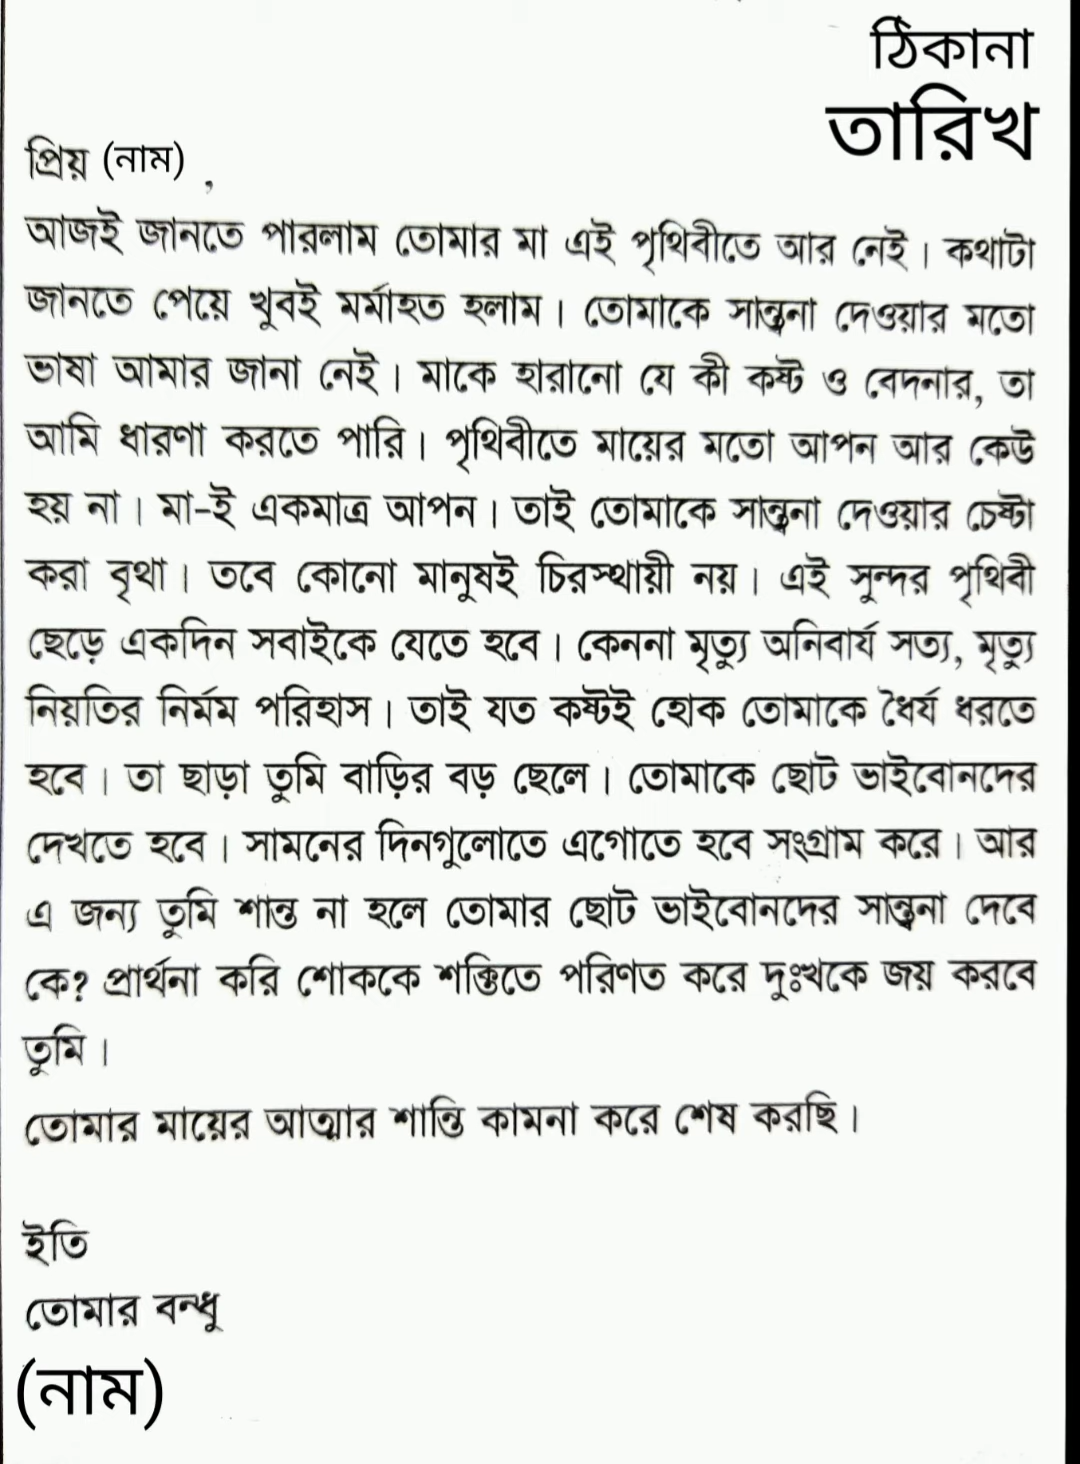 ঠিকানা
তারিখ
প্রিয় (নাম) ,
আজই জানতে পারলাম তোমার মা এই পৃথিবীতে আর নেই। কথাটা
জানতে পেয়ে খুবই মর্মাহত হলাম। তোমাকে সান্ত্বনা দেওয়ার মতো
ভাষা আমার জানা নেই। মাকে হারানো যে কী কষ্ট ও বেদনার, তা
আমি ধারণা করতে পারি। পৃথিবীতে মায়ের মতো আপন আর কেউ
হয় না। মা-ই একমাত্র আপন। তাই তোমাকে সান্ত্বনা দেওয়ার চেষ্টা
করা বৃথা। তবে কোনো মানুষই চিরস্থায়ী নয়। এই সুন্দর পৃথিবী
ছেড়ে একদিন সবাইকে যেতে হবে। কেননা মৃত্যু অনিবার্য সত্য, মৃত্যু
নিয়তির নির্মম পরিহাস। তাই যত কষ্টই হোক তোমাকে ধৈর্য ধরতে
হবে। তা ছাড়া তুমি বাড়ির বড় ছেলে। তোমাকে ছোট ভাইবোনদের
দেখতে হবে। সামনের দিনগুলোতে এগোতে হবে সংগ্রাম করে। আর
এ জন্য তুমি শান্ত না হলে তোমার ছোট ভাইবোনদের সান্ত্বনা দেবে
কে? প্রার্থনা করি শোককে শক্তিতে পরিণত করে দুঃখকে জয় করবে
তুমি।
তোমার মায়ের আত্মার শান্তি কামনা করে শেষ করছি।
ইতি
তোমার বন্ধু
(নাম)